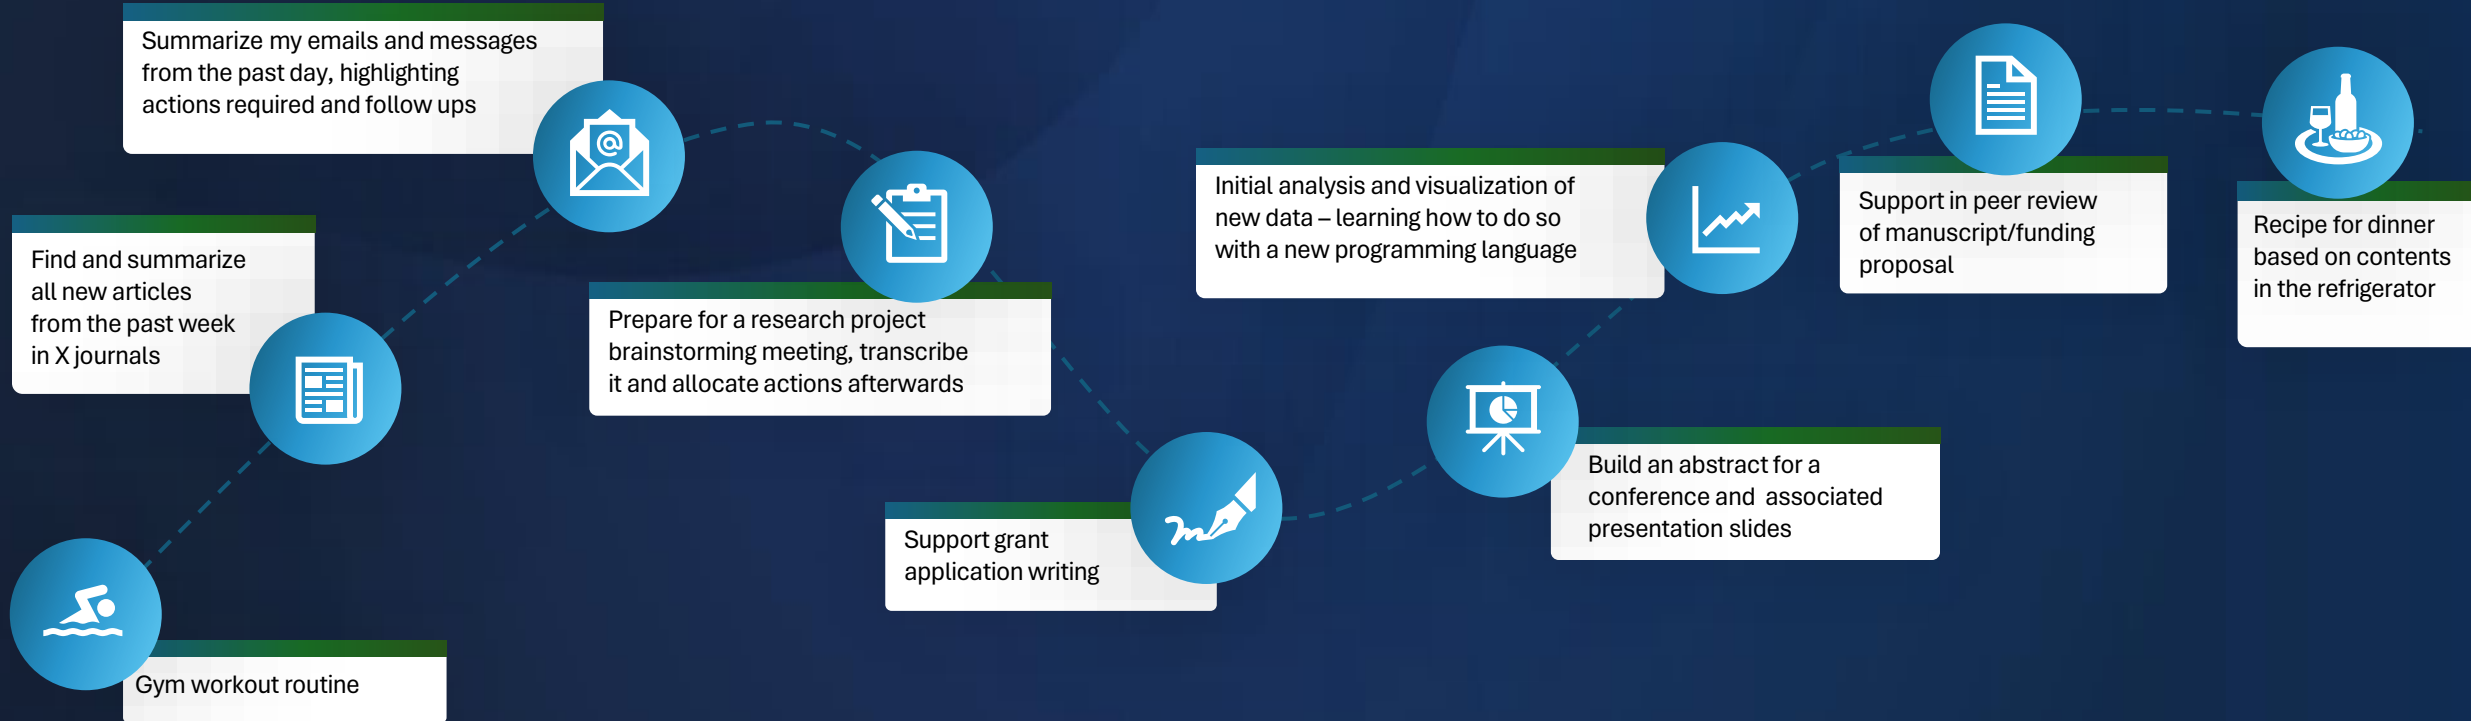 Summarize my emails and messages
from the past day, highlighting
actions required and follow ups
Find and summarize
all new articles
from the past week
in X journals
Gym workout routine
Prepare for a research project
brainstorming meeting, transcribe
it and allocate actions afterwards
Support grant
application writing
Initial analysis and visualization of
new data – learning how to do so
with a new programming language
Build an abstract for a
conference and  associated
presentation slides
Support in peer review
of manuscript/funding
proposal
Recipe for dinner
based on contents
in the refrigerator